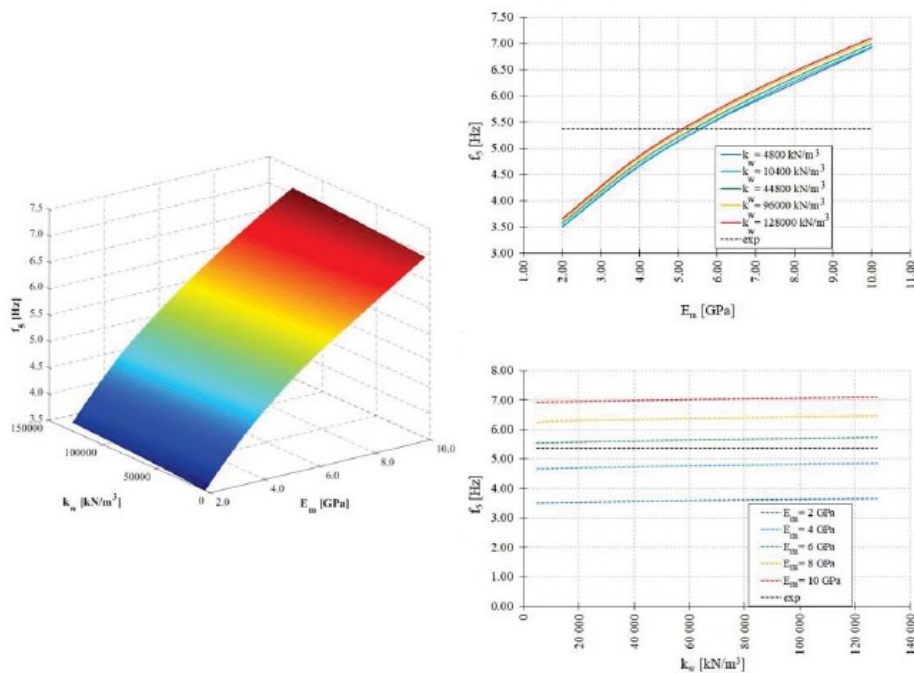 7.5
7.0
6.5
6.0
5.5
5.0
4.5
4.0
3.5
f5 [Hz]
150000
100000
50000
0
kw [kN/m³]
2.0
4.0
6.0
8.0
10.0
Em [GPa]
7.50
7.00
6.50
6.00
5.50
5.00
4.50
4.00
3.50
3.00
f5 [Hz]
kw = 4800 kN/m³
kw = 10400 kN/m³
kw = 44800 kN/m³
kw = 96000 kN/m³
kw = 128000 kN/m³
exp
1.00
2.00
3.00
4.00
5.00
6.00
7.00
8.00
9.00
10.00
11.00
Em [GPa]
8.00
7.00
6.00
5.00
4.00
3.00
2.00
1.00
0.00
f5 [Hz]
Em = 2 GPa
Em = 4 GPa
Em = 6 GPa
Em = 8 GPa
Em = 10 GPa
exp
0
20 000
40 000
60 000
80 000
100 000
120 000
140 000
kw [kN/m³]